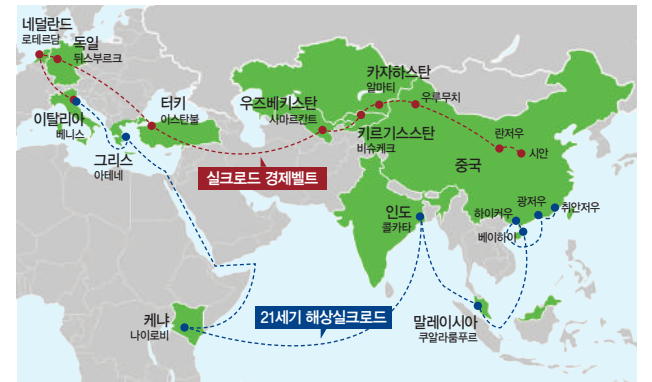 네덜란드
로테르담
독일
뒤스부르크
이탈리아
베니스
그리스
아테네
터키
이스탄불
우즈베키스탄
사마르칸트
카자하스탄
알마티
우루무치
키르기스스탄
비슈케크
란저우
시안
중국
실크로드 경제벨트
인도
콜카타
하이커우
광저우
취안저우
베이하이
케냐
나이로비
21세기 해상실크로드
말레이시아
쿠알라룸푸르